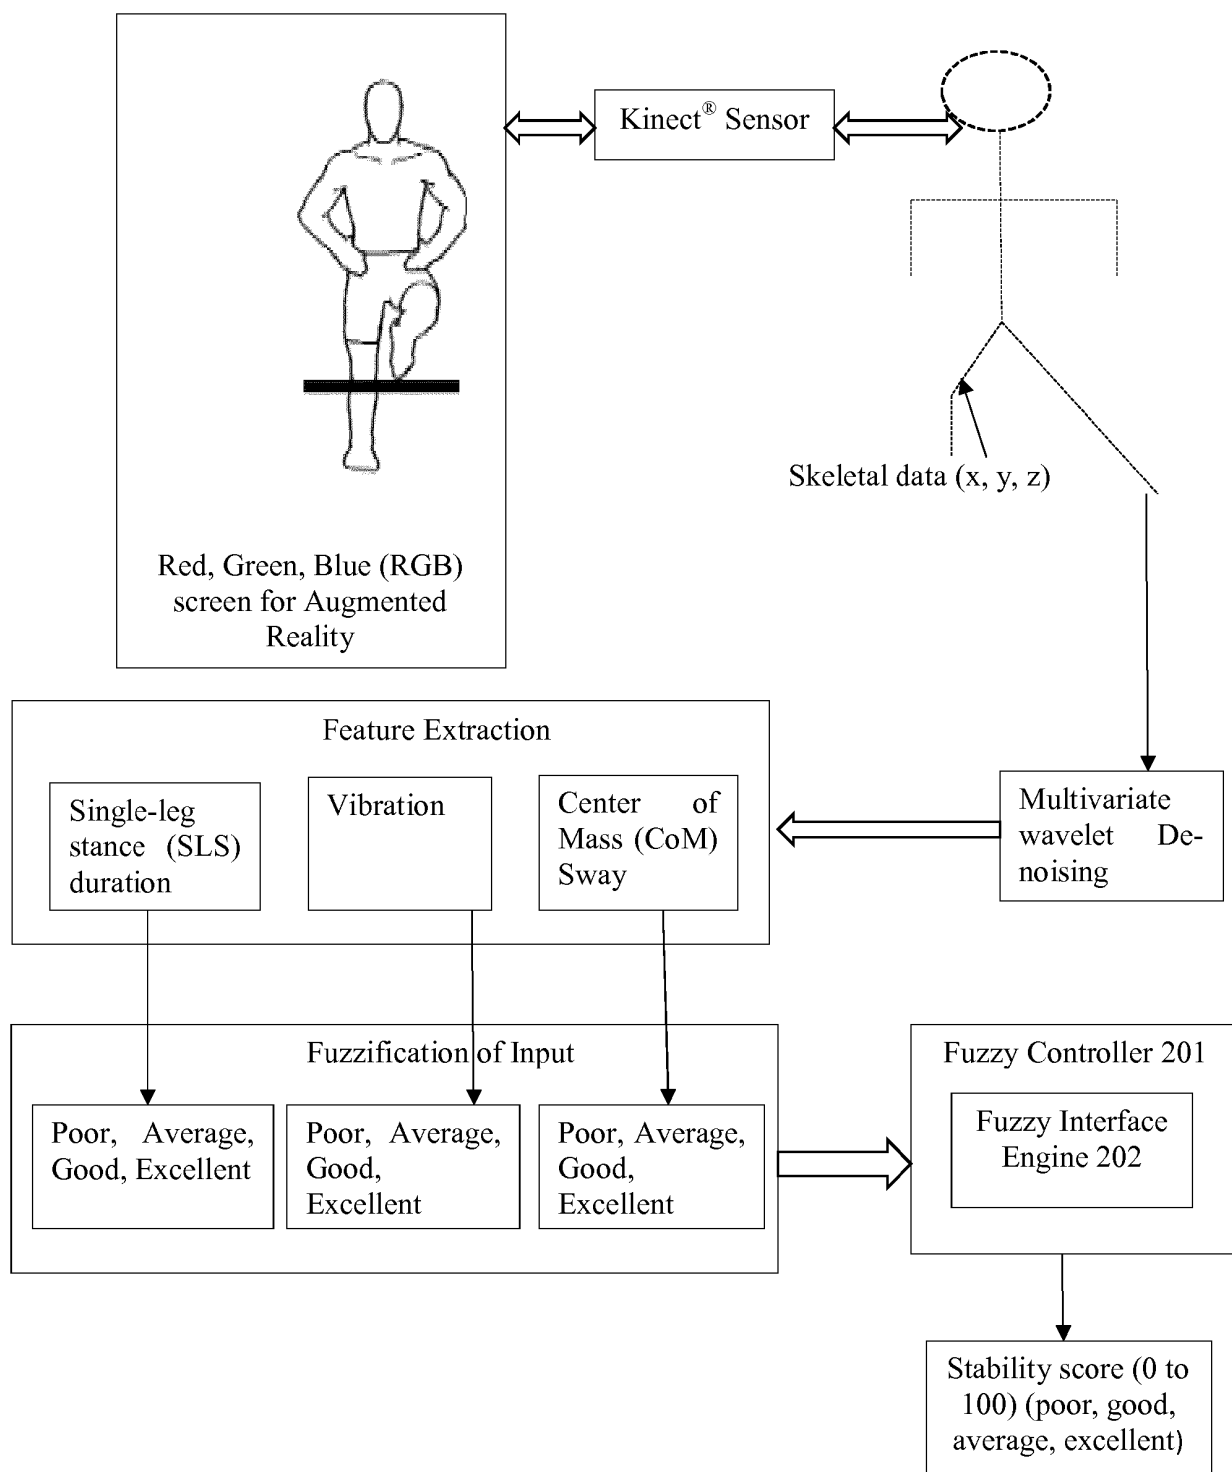 Kinect® Sensor
Skeletal data (x, y, z)
Red, Green, Blue (RGB)
screen for Augmented
Reality
Feature Extraction
Single-leg
stance (SLS)
duration
Vibration
Center of
Mass (CoM)
Sway
Multivariate
wavelet De-
noising
Fuzzification of Input
Poor, Average,
Good, Excellent
Poor, Average,
Good,
Excellent
Poor, Average,
Good,
Excellent
Fuzzy Controller 201
Fuzzy Interface
Engine 202
Stability score (0 to
100) (poor, good,
average, excellent)